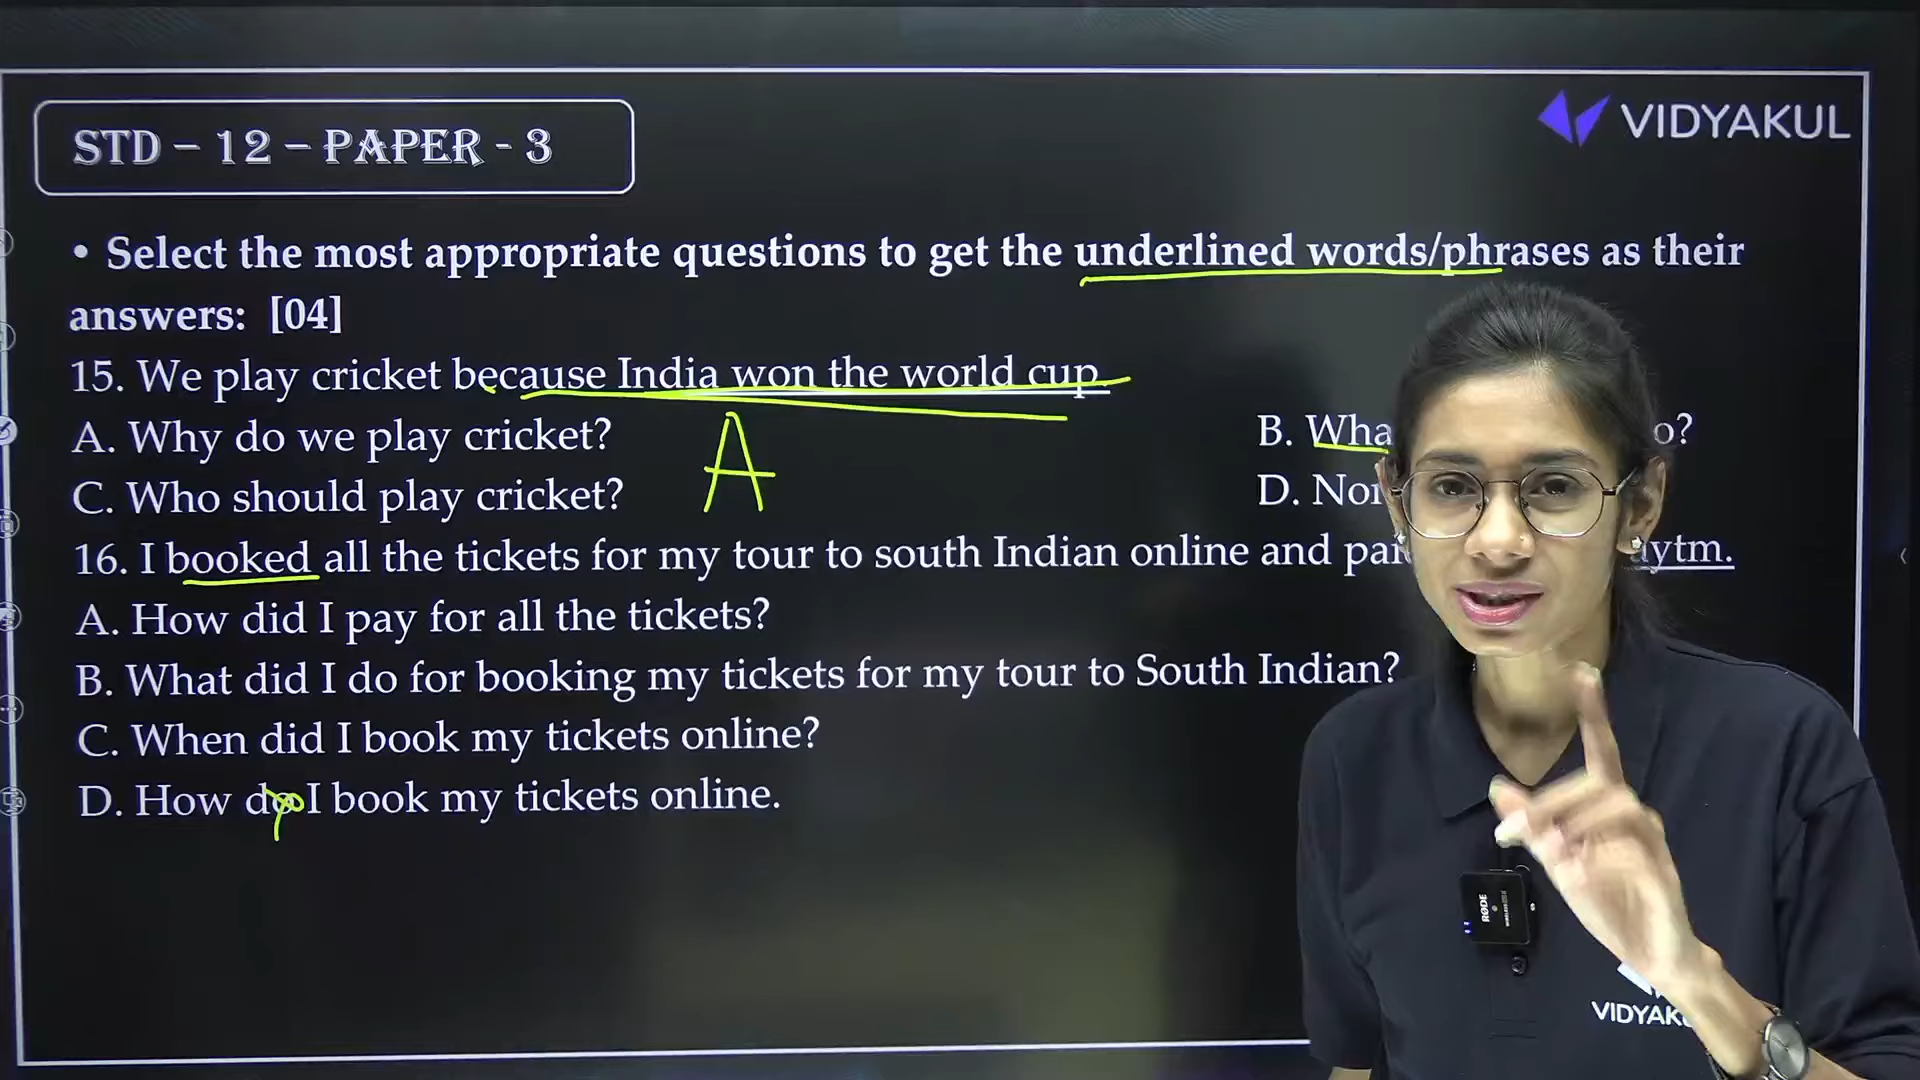 STD – 12 – PAPER - 3
VIDYAKUL
• Select the most appropriate questions to get the underlined words/phrases as their
answers: [04]
15. We play cricket because India won the world cup.
A. Why do we play cricket?
A
B.
C. Who should play cricket?
D.
16. I booked all the tickets for my tour to south Indian online and
A. How did I pay for all the tickets?
B. What did I do for booking my tickets for my tour to South Indian?
C. When did I book my tickets online?
D. How do I book my tickets online.
RØDE